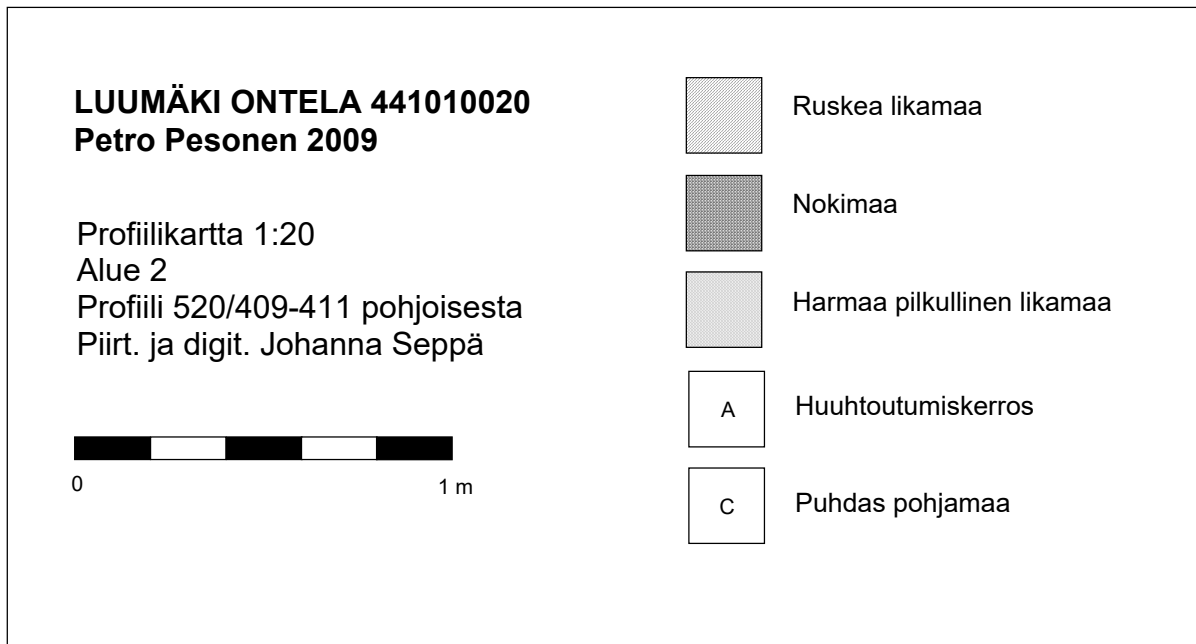 LUUMÄKI ONTELA 441010020
Petro Pesonen 2009
Profiilikartta 1:20
Alue 2
Profiili 520/409-411 pohjoisesta
Piirt. ja digit. Johanna Seppä
0
1 m
Ruskea likamaa
Nokimaa
Harmaa pilkullinen likamaa
A Huuhtoutumiskerros
C Puhdas pohjamaa